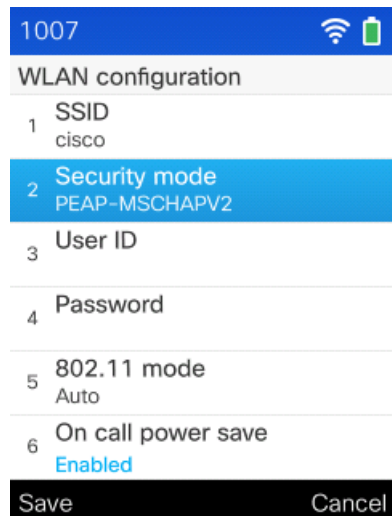 1007
WLAN configuration
1 SSID
cisco
2 Security mode
PEAP-MSCHAPV2
3 User ID
4 Password
5 802.11 mode
Auto
6 On call power save
Enabled
Save Cancel